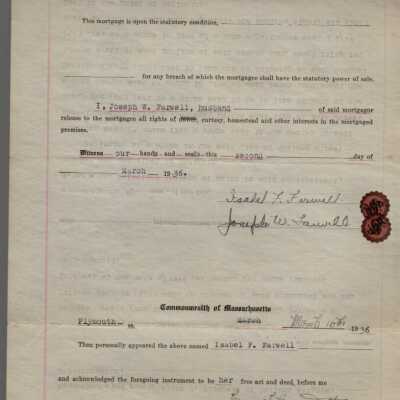 This mortgage is upon the statutory condition,
for any breach of which the mortgagee shall have the statutory power of sale.
I, Joseph W. Farwell, husband of said mortgagor
release to the mortgagee all rights of dower, curtesy, homestead and other interests in the mortgaged
premises.
Witness our hands and seals this second day of
March 1936.
Isabel F. Farwell
Joseph W. Farwell
Commonwealth of Massachusetts
Plymouth ss. March March 10th 1936
Then personally appeared the above named Isabel F. Farwell
and acknowledged the foregoing instrument to be her free act and deed, before me